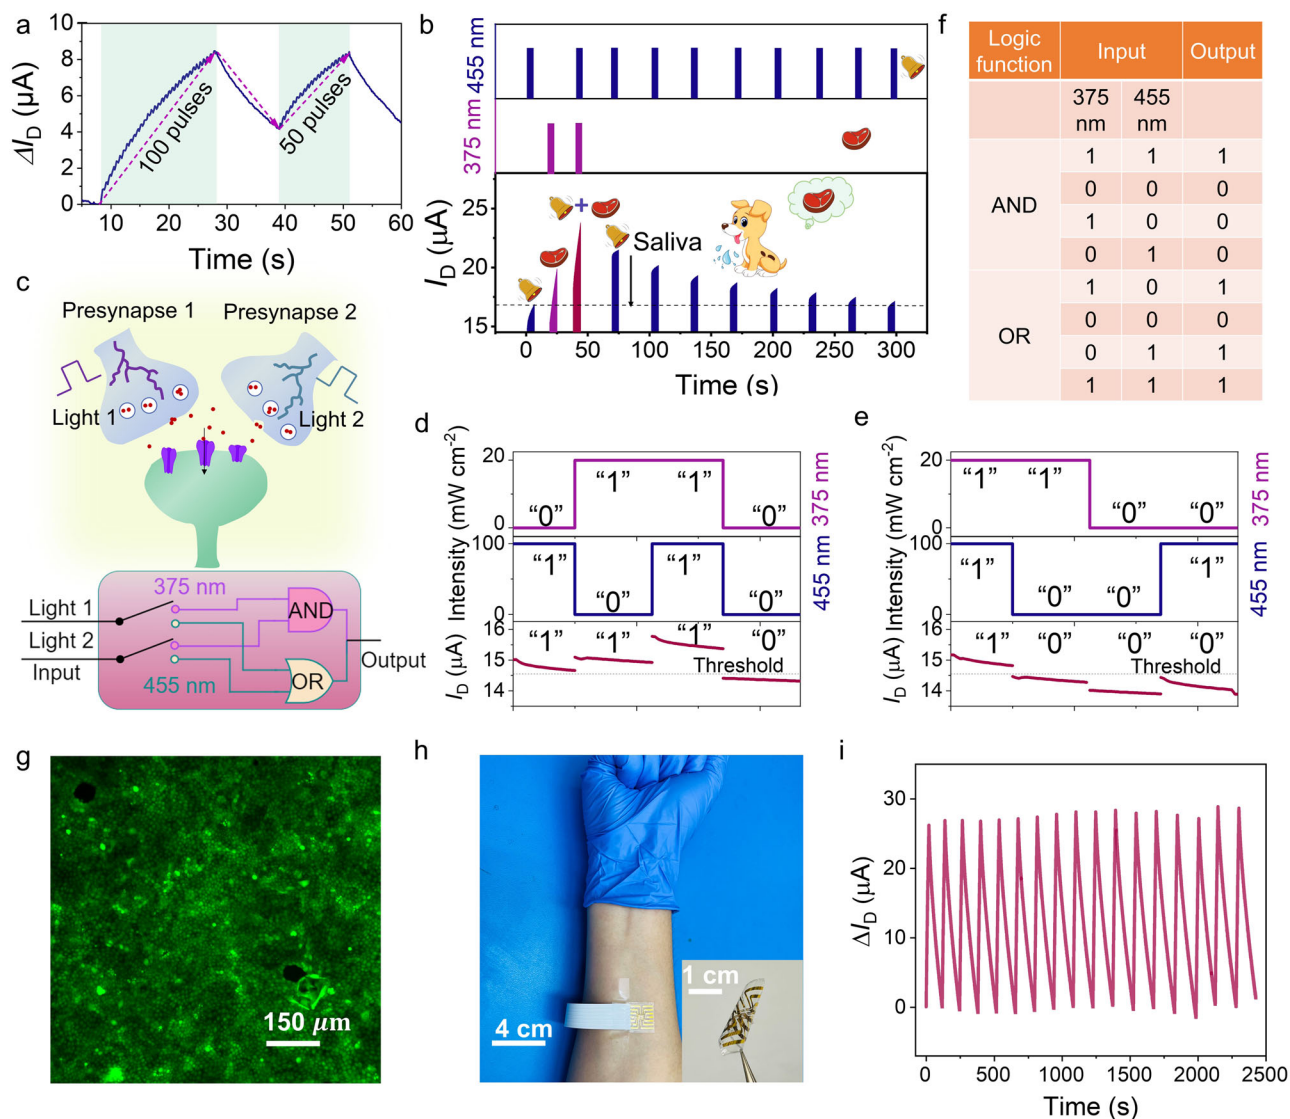 a
ΔI_D (μA)
10
8
6
4
2
0
100 pulses
50 pulses
10 20 30 40 50 60
Time (s)
b
455 nm
375 nm
I_D (μA)
25
20
15
+
Saliva
0 50 100 150 200 250 300
Time (s)
f
Logic function Input Output
375 nm 455 nm
AND
1 1 1
0 0 0
1 0 0
0 1 0
OR
1 0 1
0 0 0
0 1 1
1 1 1
c
Presynapse 1 Presynapse 2
Light 1 Light 2
375 nm
Light 1
AND
Light 2
Input
Output
455 nm
OR
d
Intensity (mW cm⁻²)
20
0
"0" "1" "1" "0"
375 nm
100
0
"1" "0" "1" "0"
455 nm
I_D (μA)
16
15
14
"1" "1" "1" "0"
Threshold
e
Intensity (mW cm⁻²)
20
0
"1" "1" "0" "0"
375 nm
100
0
"1" "0" "0" "1"
455 nm
I_D (μA)
16
15
14
"1" "0" "0" "0"
Threshold
g
150 μm
h
4 cm
1 cm
i
ΔI_D (μA)
30
20
10
0
0 500 1000 1500 2000 2500
Time (s)